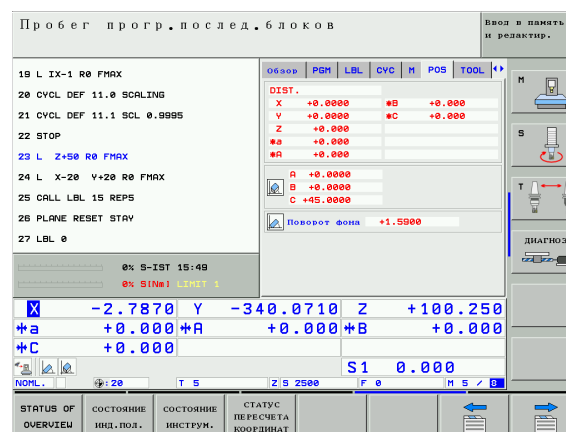 Пробег прогр.послед.блоков
Ввод в память
и редактир.
19 L IX-1 R0 FMAX
20 CYCL DEF 11.0 SCALING
21 CYCL DEF 11.1 SCL 0.9995
22 STOP
23 L Z+50 R0 FMAX
24 L X-20 Y+20 R0 FMAX
25 CALL LBL 15 REP5
26 PLANE RESET STAY
27 LBL 0
Обзор PGM LBL CYC M POS TOOL
DIST.
X +0.0000 *B +0.000
Y +0.0000 *C +0.000
Z +0.000
*a +0.000
*A +0.000
A +0.0000
B +0.0000
C +45.0000
Поворот фона +1.5900
M
S
T
ДИАГНОЗ
0% S-IST 15:49
0% S[Nm] LIMIT 1
X -2.7870 Y -340.0710 Z +100.250
*a +0.000 *A +0.000 *B +0.000
*C +0.000
S1 0.000
NOML. :20 T 5 Z S 2500 F 0 M 5 / 8
STATUS OF
OVERVIEW
СОСТОЯНИЕ
ИНД.ПОЛ.
СОСТОЯНИЕ
ИНСТРУМ.
СТАТУС
ПЕРЕСЧЕТА
КООРДИНАТ